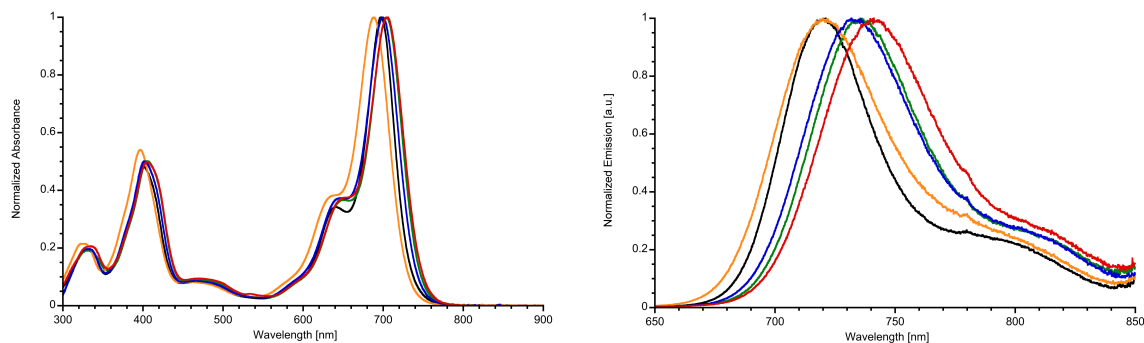 1
0.8
0.6
0.4
0.2
0
Normalized Absorbance
300 400 500 600 700 800 900
Wavelength [nm]
1
0.8
0.6
0.4
0.2
0
Normalized Emission [a.u.]
650 700 750 800 850
Wavelength [nm]